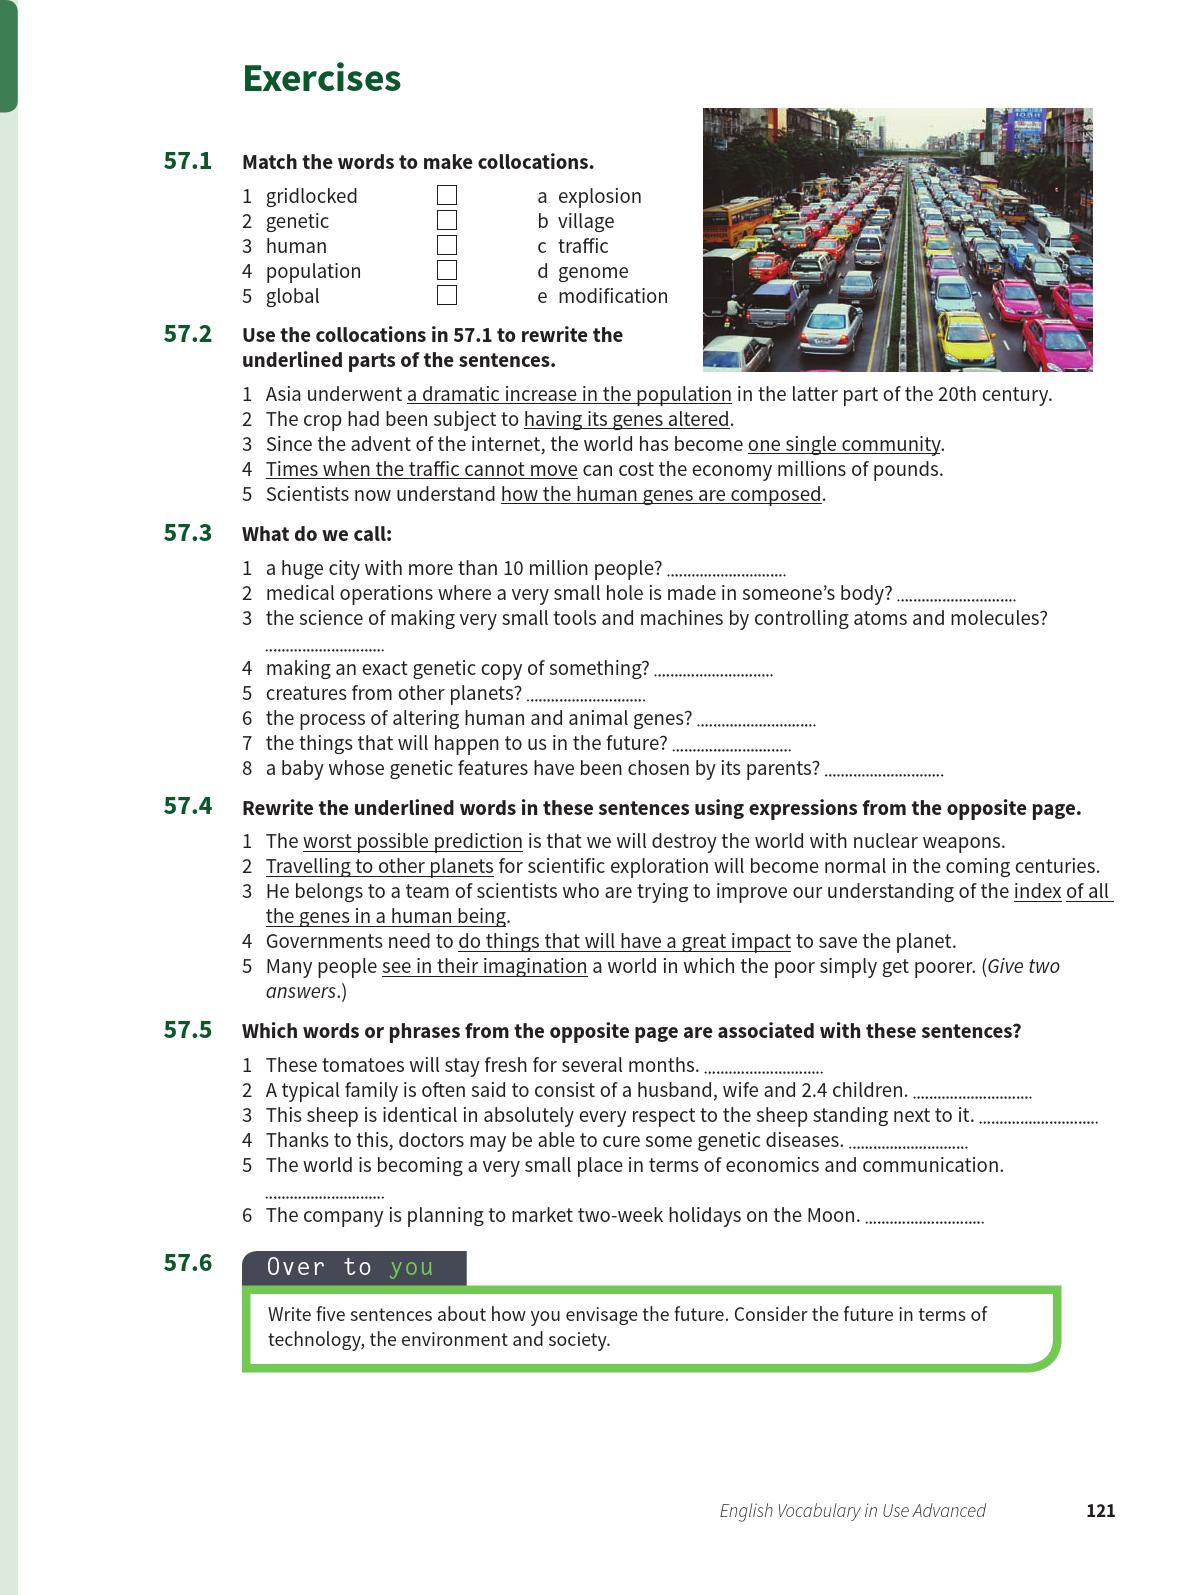 Exercises
57.1 Match the words to make collocations.
1 gridlocked a explosion
2 genetic b village
3 human c traffic
4 population d genome
5 global e modification
57.2 Use the collocations in 57.1 to rewrite the
underlined parts of the sentences.
1 Asia underwent a dramatic increase in the population in the latter part of the 20th century.
2 The crop had been subject to having its genes altered.
3 Since the advent of the internet, the world has become one single community.
4 Times when the traffic cannot move can cost the economy millions of pounds.
5 Scientists now understand how the human genes are composed.
57.3 What do we call:
1 a huge city with more than 10 million people? .............................
2 medical operations where a very small hole is made in someone’s body? .............................
3 the science of making very small tools and machines by controlling atoms and molecules?
.............................
4 making an exact genetic copy of something? .............................
5 creatures from other planets? .............................
6 the process of altering human and animal genes? .............................
7 the things that will happen to us in the future? .............................
8 a baby whose genetic features have been chosen by its parents? .............................
57.4 Rewrite the underlined words in these sentences using expressions from the opposite page.
1 The worst possible prediction is that we will destroy the world with nuclear weapons.
2 Travelling to other planets for scientific exploration will become normal in the coming centuries.
3 He belongs to a team of scientists who are trying to improve our understanding of the index of all
the genes in a human being.
4 Governments need to do things that will have a great impact to save the planet.
5 Many people see in their imagination a world in which the poor simply get poorer. (Give two
answers.)
57.5 Which words or phrases from the opposite page are associated with these sentences?
1 These tomatoes will stay fresh for several months. .............................
2 A typical family is often said to consist of a husband, wife and 2.4 children. .............................
3 This sheep is identical in absolutely every respect to the sheep standing next to it. .............................
4 Thanks to this, doctors may be able to cure some genetic diseases. .............................
5 The world is becoming a very small place in terms of economics and communication.
.............................
6 The company is planning to market two-week holidays on the Moon. .............................
57.6 Over to you
Write five sentences about how you envisage the future. Consider the future in terms of
technology, the environment and society.
English Vocabulary in Use Advanced 121